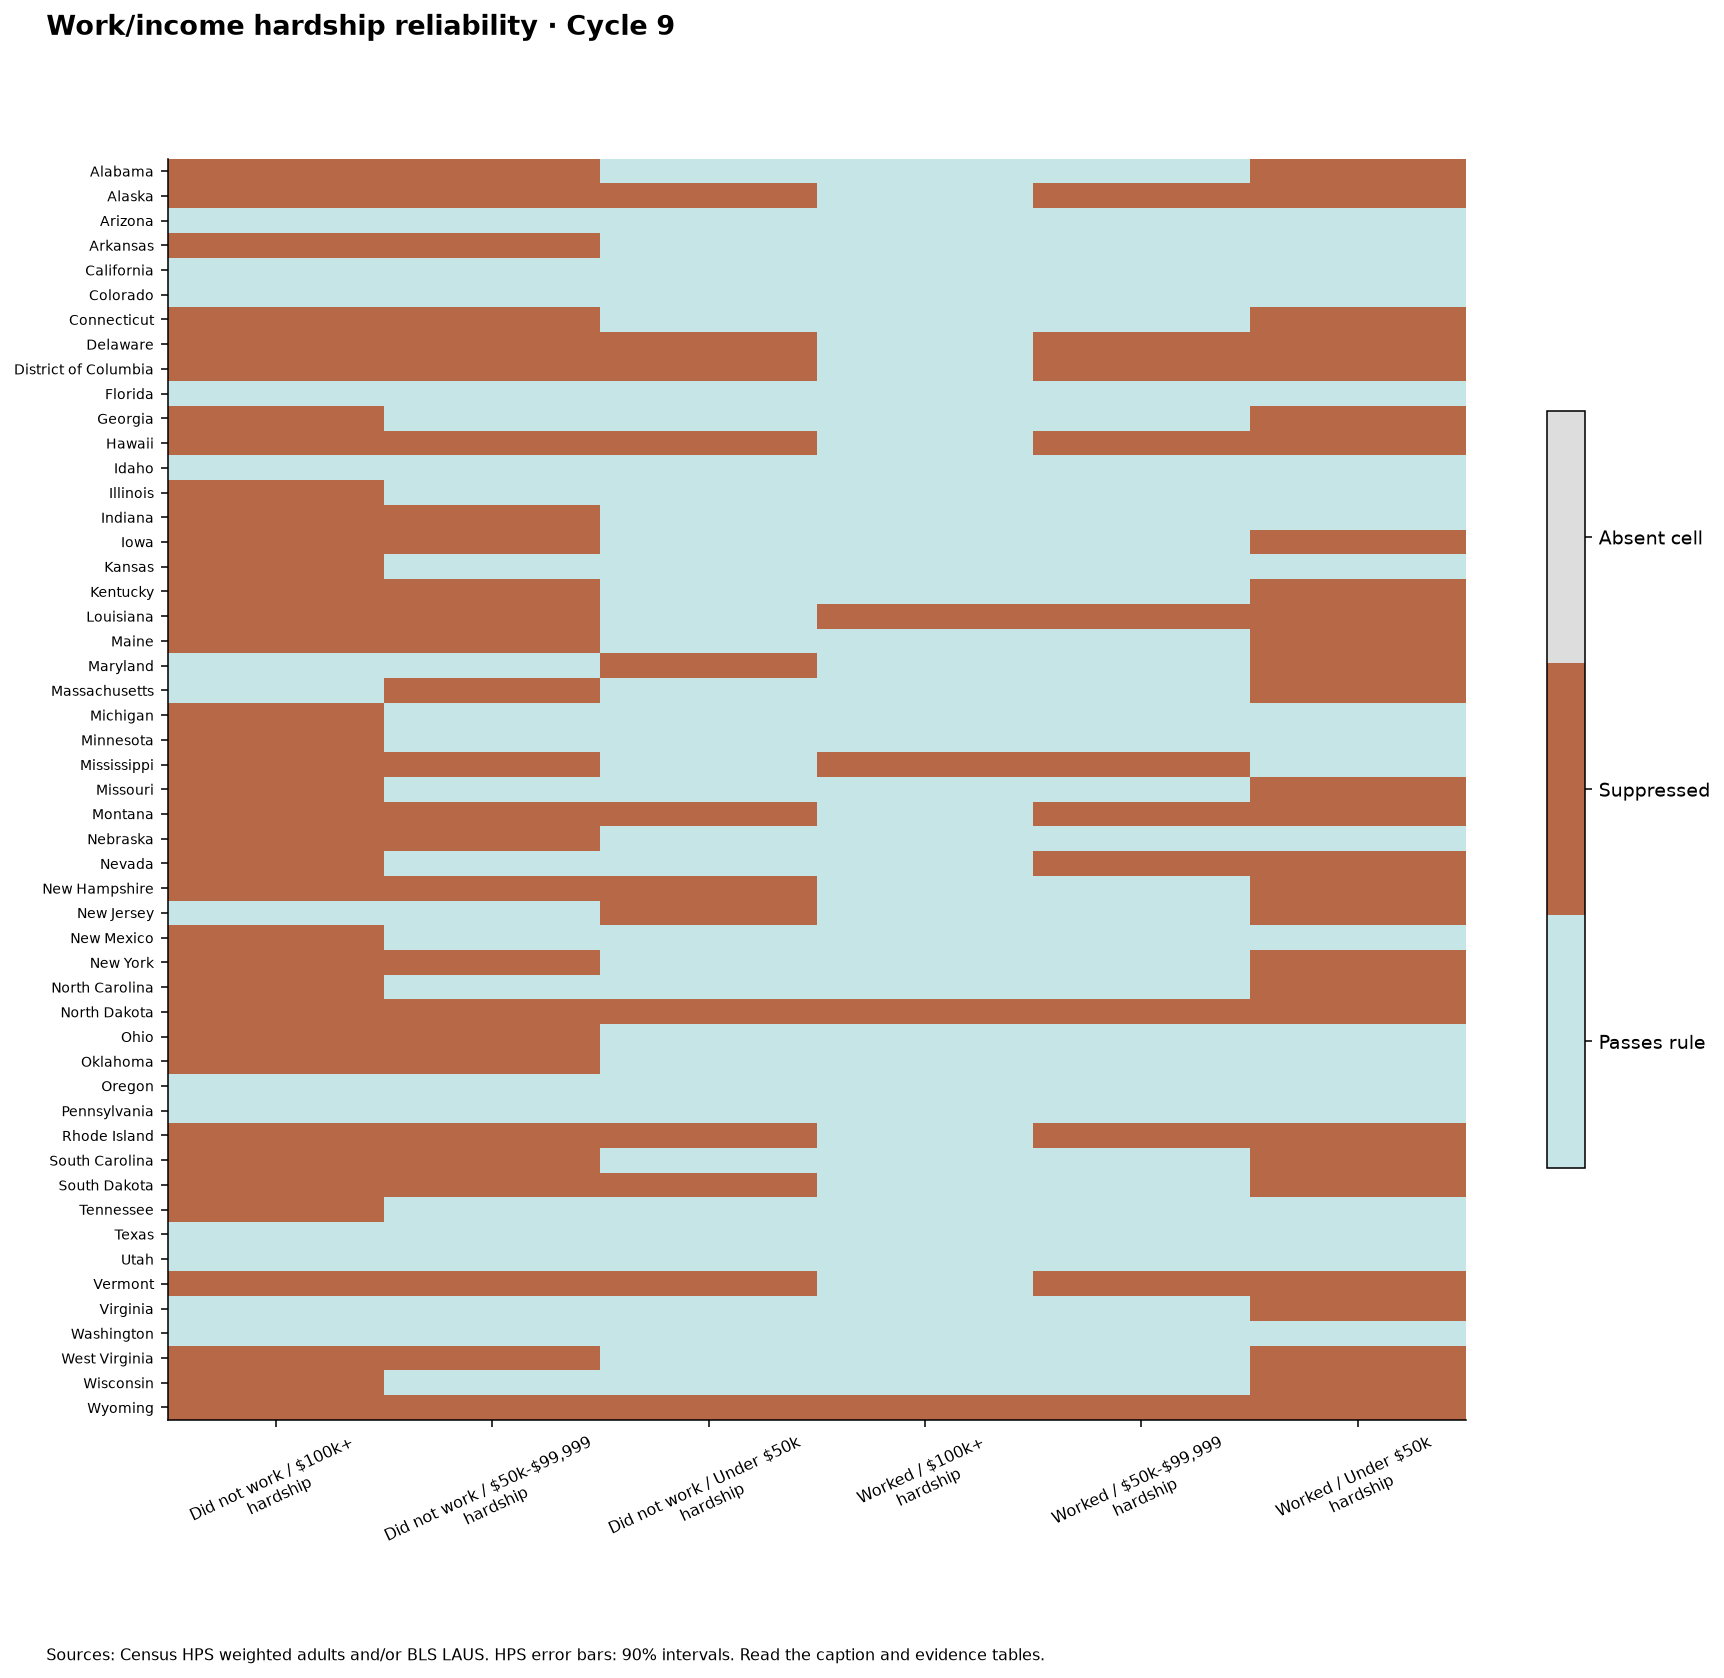 Work/income hardship reliability · Cycle 9
Alabama
Alaska
Arizona
Arkansas
California
Colorado
Connecticut
Delaware
District of Columbia
Florida
Georgia
Hawaii
Idaho
Illinois
Indiana
Iowa
Kansas
Kentucky
Louisiana
Maine
Maryland
Massachusetts
Michigan
Minnesota
Mississippi
Missouri
Montana
Nebraska
Nevada
New Hampshire
New Jersey
New Mexico
New York
North Carolina
North Dakota
Ohio
Oklahoma
Oregon
Pennsylvania
Rhode Island
South Carolina
South Dakota
Tennessee
Texas
Utah
Vermont
Virginia
Washington
West Virginia
Wisconsin
Wyoming
Did not work / $100k+
hardship
Did not work / $50k-$99,999
hardship
Did not work / Under $50k
hardship
Worked / $100k+
hardship
Worked / $50k-$99,999
hardship
Worked / Under $50k
hardship
Absent cell
Suppressed
Passes rule
Sources: Census HPS weighted adults and/or BLS LAUS. HPS error bars: 90% intervals. Read the caption and evidence tables.